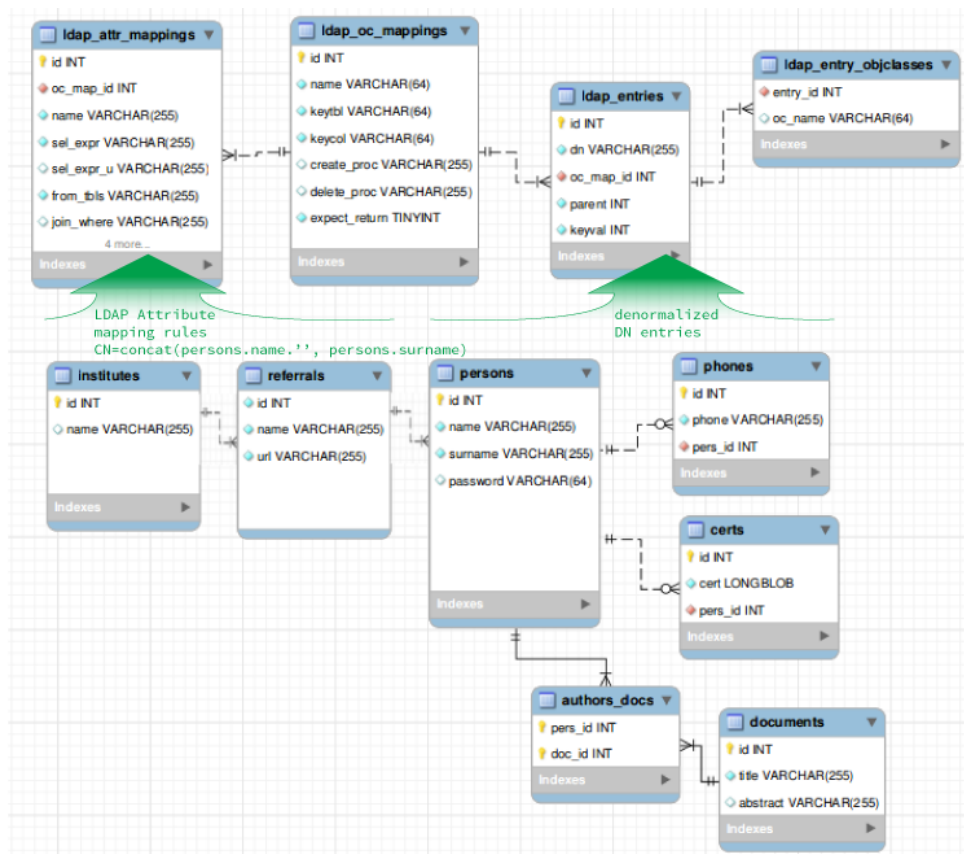 ldap_attr_mappings
id INT
oc_map_id INT
name VARCHAR(255)
sel_expr VARCHAR(255)
sel_expr_u VARCHAR(255)
from_tbls VARCHAR(255)
join_where VARCHAR(255)
4 more...
Indexes
ldap_oc_mappings
id INT
name VARCHAR(64)
keytbl VARCHAR(64)
keycol VARCHAR(64)
create_proc VARCHAR(255)
delete_proc VARCHAR(255)
expect_return TINYINT
Indexes
ldap_entries
id INT
dn VARCHAR(255)
oc_map_id INT
parent INT
keyval INT
Indexes
ldap_entry_objclasses
entry_id INT
oc_name VARCHAR(64)
Indexes
LDAP Attribute
mapping rules
CN=concat(persons.name.’’, persons.surname)
denormalized
DN entries
institutes
id INT
name VARCHAR(255)
Indexes
referrals
id INT
name VARCHAR(255)
url VARCHAR(255)
persons
id INT
name VARCHAR(255)
surname VARCHAR(255)
password VARCHAR(64)
Indexes
phones
id INT
phone VARCHAR(255)
pers_id INT
Indexes
certs
id INT
cert LONGBLOB
pers_id INT
Indexes
authors_docs
pers_id INT
doc_id INT
Indexes
documents
id INT
title VARCHAR(255)
abstract VARCHAR(255)
Indexes